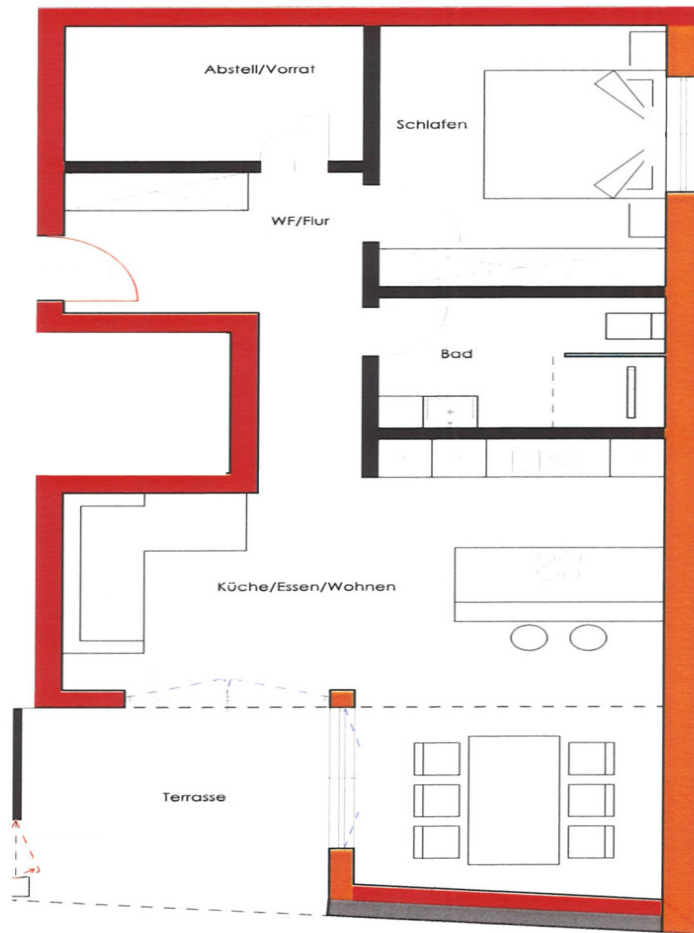 Abstell/Vorrat
Schlafen
WF/Flur
Bad
Küche/Essen/Wohnen
Terrasse